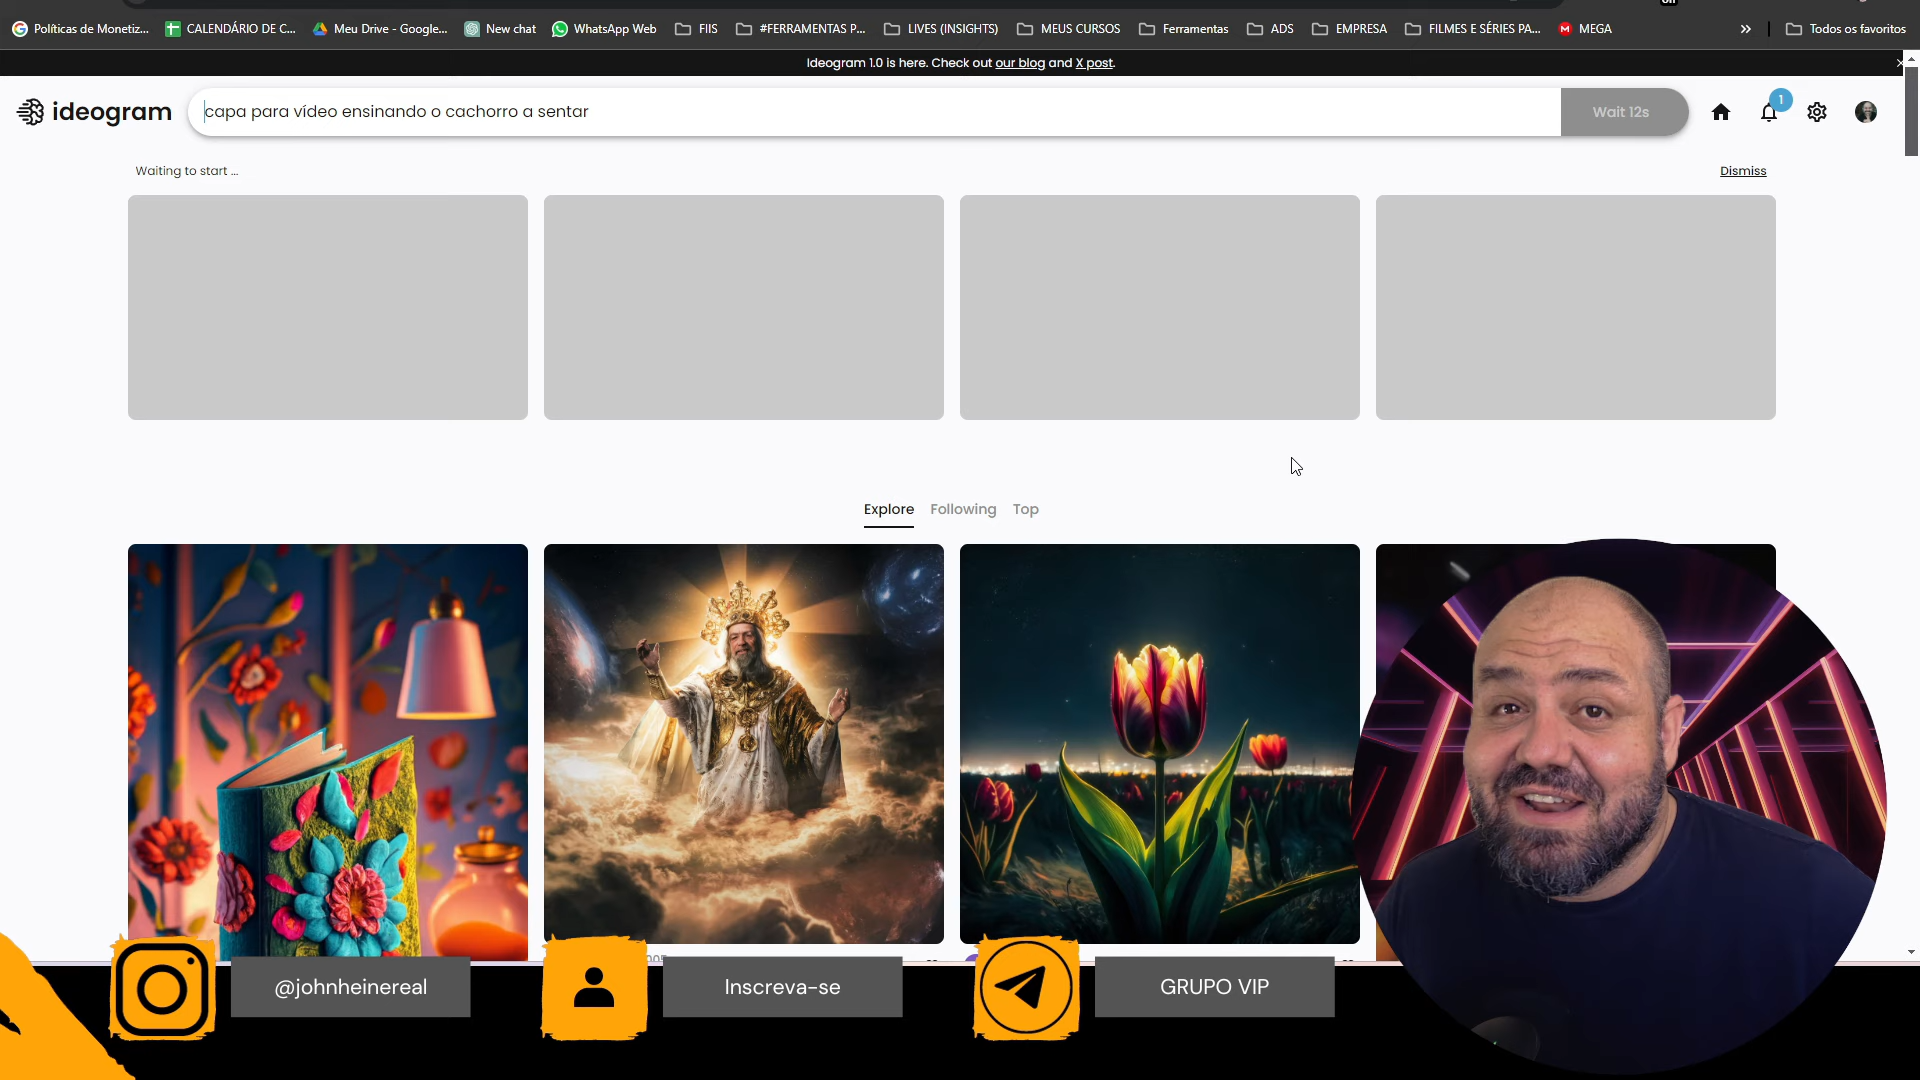 Políticas de Monetiz...
CALENDÁRIO DE C...
Meu Drive - Google...
New chat
WhatsApp Web
FIIS
#FERRAMENTAS P...
LIVES (INSIGHTS)
MEUS CURSOS
Ferramentas
ADS
EMPRESA
FILMES E SÉRIES PA...
MEGA
»
Todos os favoritos
Ideogram 1.0 is here. Check out our blog and X post.
ideogram
capa para vídeo ensinando o cachorro a sentar
Wait 12s
1
Waiting to start ...
Dismiss
Explore
Following
Top
@johnheinereal
Inscreva-se
GRUPO VIP